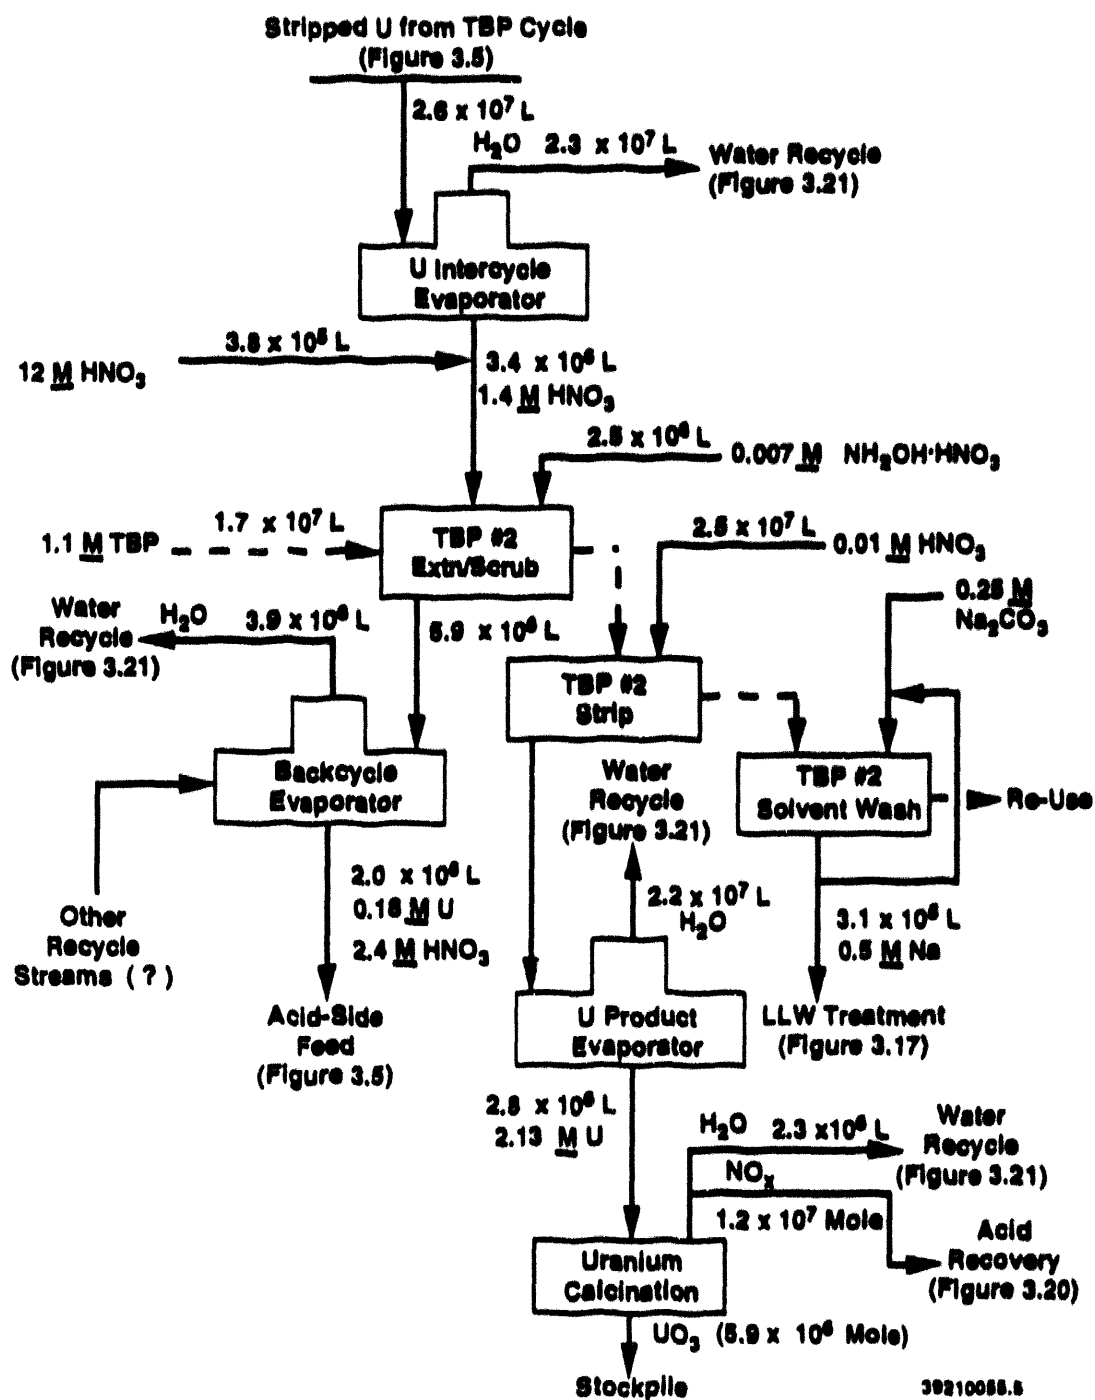 Stripped U from TBP Cycle
(Figure 3.5)
2.6 x 10⁷ L
H₂O 2.3 x 10⁷ L
Water Recycle
(Figure 3.21)
U Intercycle
Evaporator
3.8 x 10⁵ L
12 M HNO₃
3.4 x 10⁶ L
1.4 M HNO₃
2.5 x 10⁶ L
0.007 M NH₂OH·HNO₃
1.7 x 10⁷ L
1.1 M TBP
TBP #2
Extn/Scrub
2.5 x 10⁷ L
0.01 M HNO₃
Water
Recycle
(Figure 3.21)
H₂O 3.9 x 10⁶ L
5.9 x 10⁶ L
0.25 M
Na₂CO₃
TBP #2
Strip
Backcycle
Evaporator
Water
Recycle
(Figure 3.21)
TBP #2
Solvent Wash
Re-Use
2.0 x 10⁶ L
0.16 M U
2.4 M HNO₃
2.2 x 10⁷ L
H₂O
3.1 x 10⁵ L
0.5 M Na
Other
Recycle
Streams (?)
Acid-Side
Feed
(Figure 3.5)
U Product
Evaporator
LLW Treatment
(Figure 3.17)
2.8 x 10⁶ L
2.13 M U
H₂O 2.3 x10⁶ L
Water
Recycle
(Figure 3.21)
NOₓ
1.2 x 10⁷ Mole
Acid
Recovery
(Figure 3.20)
Uranium
Calcination
UO₃ (5.9 x 10⁶ Mole)
Stockpile
39210055.5